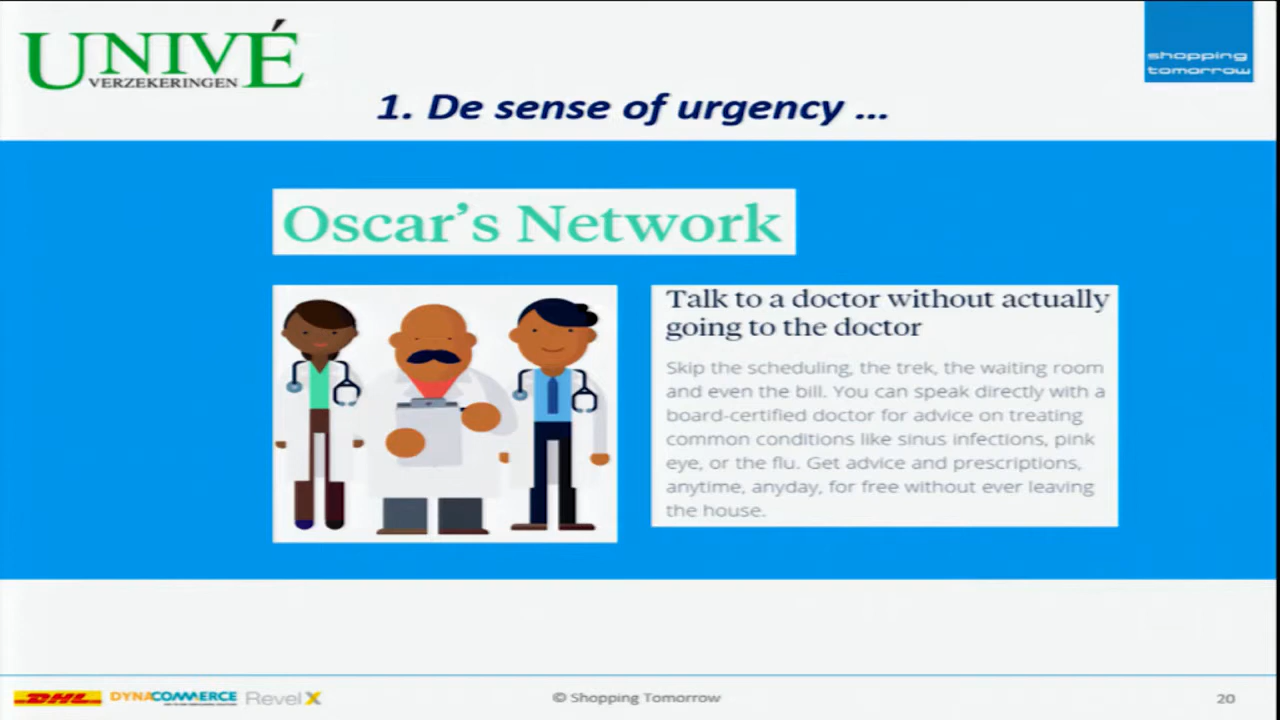 UNIVÉ
VERZEKERINGEN
shopping
tomorrow
1. De sense of urgency ...
Oscar's Network
Talk to a doctor without actually
going to the doctor
Skip the scheduling, the trek, the waiting room
and even the bill. You can speak directly with a
board-certified doctor for advice on treating
common conditions like sinus infections, pink
eye, or the flu. Get advice and prescriptions,
anytime, anyday, for free without ever leaving
the house.
DHL
DYNACOMMERCE
RevelX
© Shopping Tomorrow
20